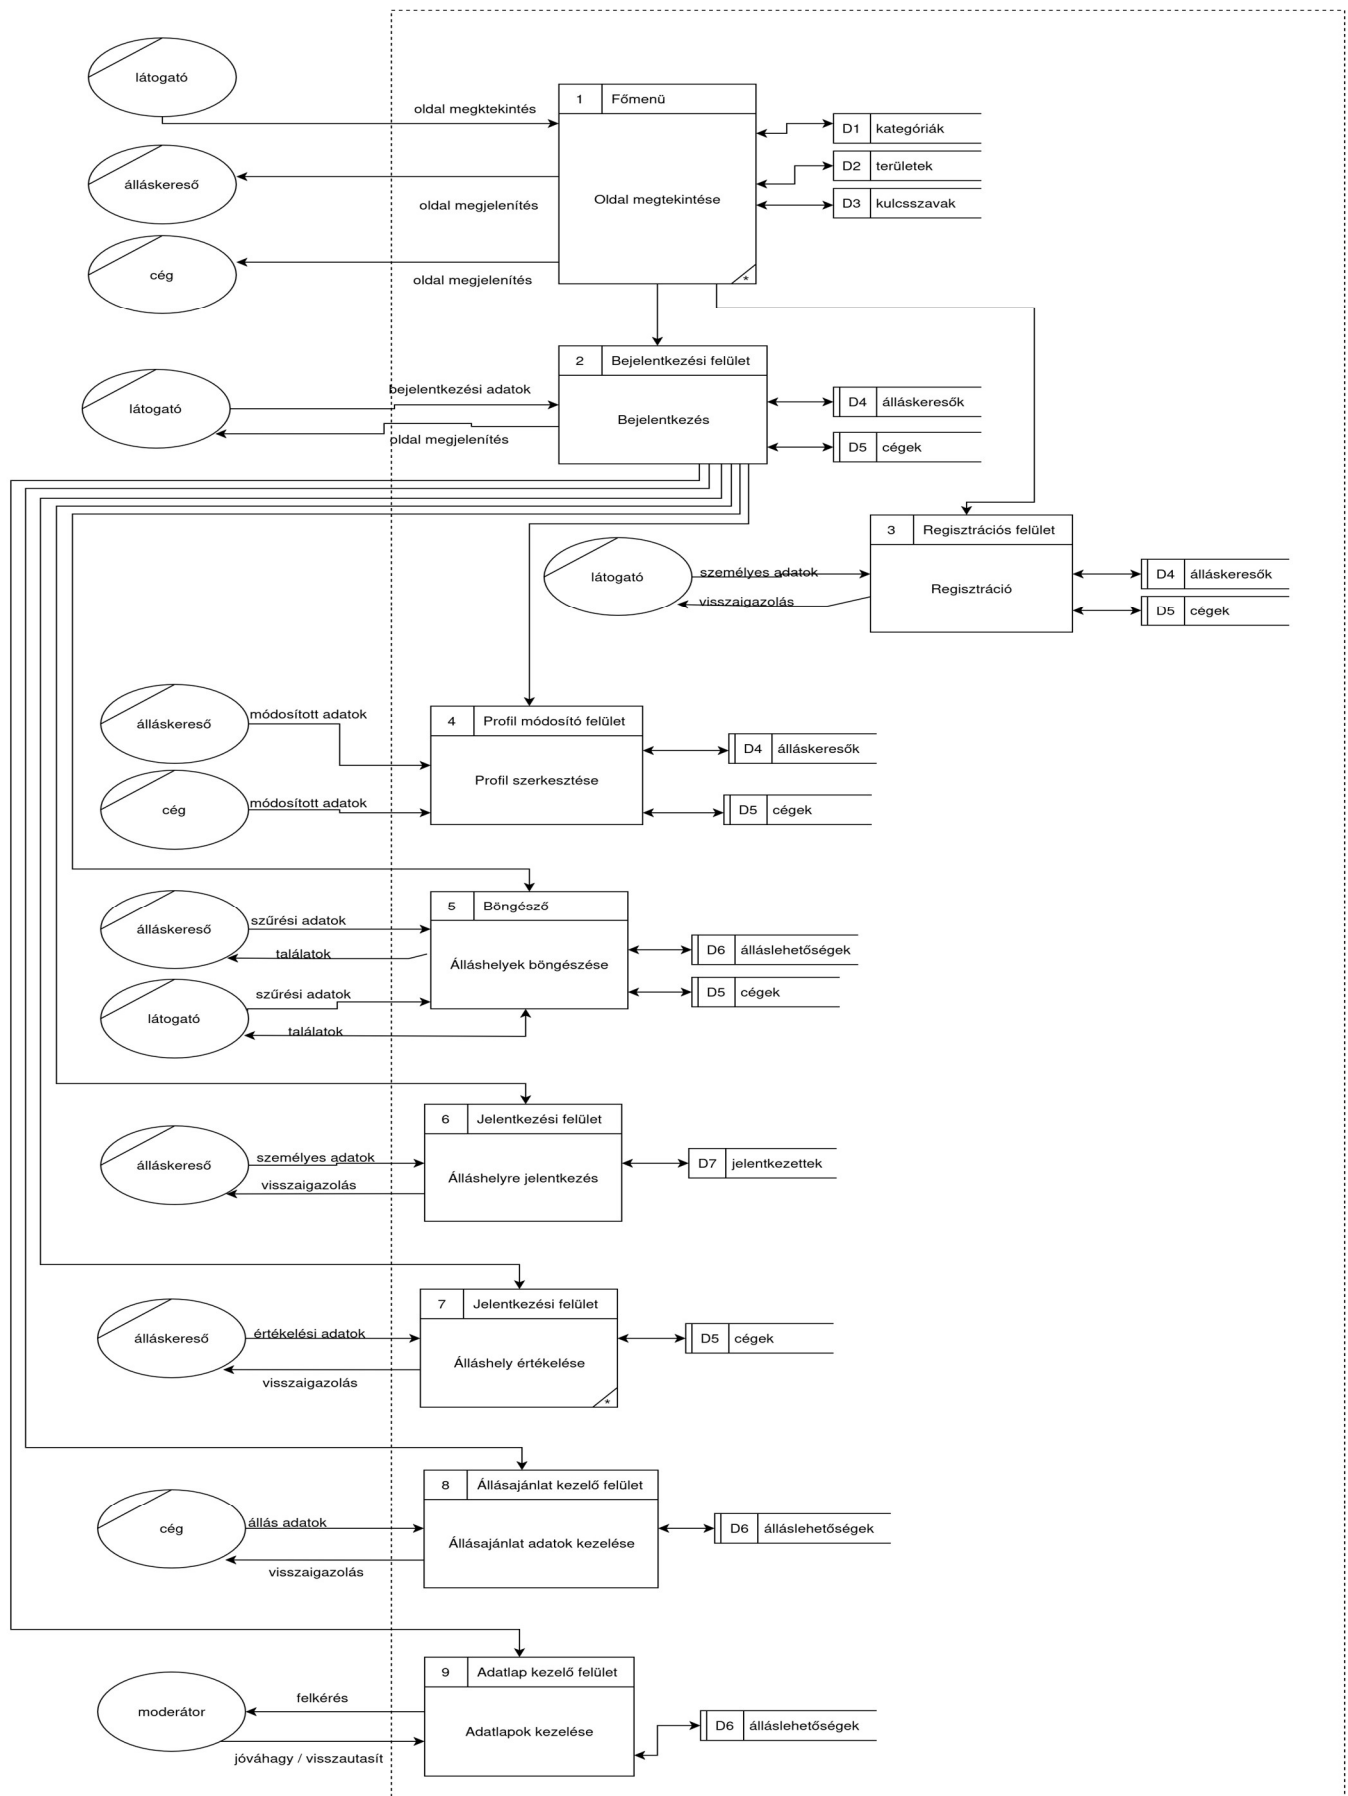 látogató
oldal megktekintés
1 Főmenü
D1 kategóriák
D2 területek
álláskereső
Oldal megtekintése
D3 kulcsszavak
oldal megjelenítés
cég
oldal megjelenítés
*
2 Bejelentkezési felület
bejelentkezési adatok
látogató
Bejelentkezés
D4 álláskeresők
oldal megjelenítés
D5 cégek
3 Regisztrációs felület
látogató
személyes adatok
visszaigazolás
Regisztráció
D4 álláskeresők
D5 cégek
álláskereső
módosított adatok
4 Profil módosító felület
D4 álláskeresők
Profil szerkesztése
cég
módosított adatok
D5 cégek
álláskereső
szűrési adatok
5 Böngésző
találatok
Álláshelyek böngészése
D6 álláslehetőségek
szűrési adatok
D5 cégek
látogató
találatok
6 Jelentkezési felület
álláskereső
személyes adatok
D7 jelentkezettek
visszaigazolás
Álláshelyre jelentkezés
7 Jelentkezési felület
álláskereső
értékelési adatok
D5 cégek
Álláshely értékelése
visszaigazolás
*
8 Állásajánlat kezelő felület
cég
állás adatok
D6 álláslehetőségek
Állásajánlat adatok kezelése
visszaigazolás
9 Adatlap kezelő felület
felkérés
moderátor
Adatlapok kezelése
D6 álláslehetőségek
jóváhagy / visszautasít